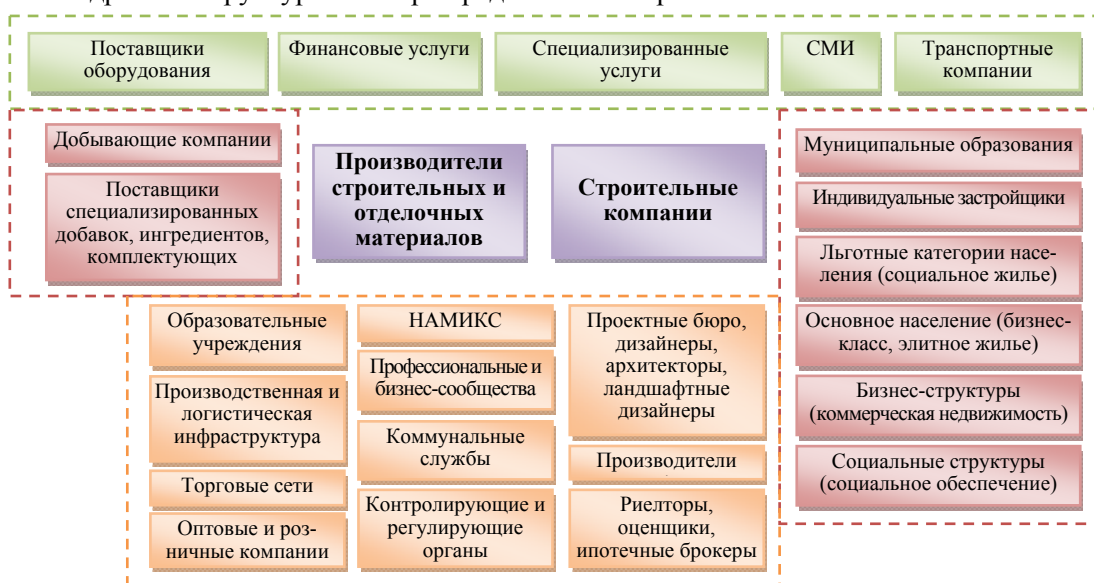 Поставщики
оборудования
Финансовые услуги
Специализированные
услуги
СМИ
Транспортные
компании
Добывающие компании
Поставщики
специализированных
добавок, ингредиентов,
комплектующих
Производители
строительных и
отделочных
материалов
Строительные
компании
Муниципальные образования
Индивидуальные застройщики
Льготные категории насе-
ления (социальное жилье)
Основное население (бизнес-
класс, элитное жилье)
Бизнес-структуры
(коммерческая недвижимость)
Социальные структуры
(социальное обеспечение)
Образовательные
учреждения
Производственная и
логистическая
инфраструктура
Торговые сети
Оптовые и роз-
ничные компании
НАМИКС
Профессиональные и
бизнес-сообщества
Коммунальные
службы
Контролирующие и
регулирующие
органы
Проектные бюро,
дизайнеры,
архитекторы,
ландшафтные
дизайнеры
Производители
Риелторы,
оценщики,
ипотечные брокеры